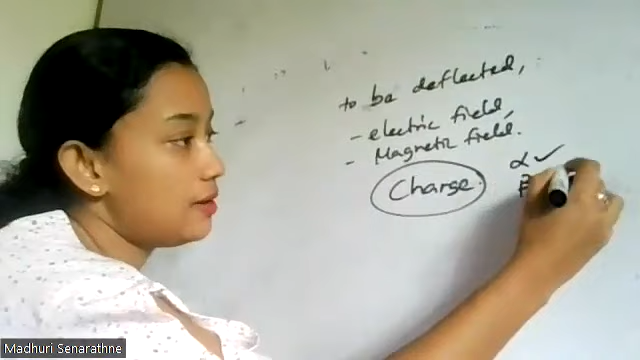 to be deflected,
- electric field,
- Magnetic field.
Charge.
α ✓
β
Madhuri Senarathne